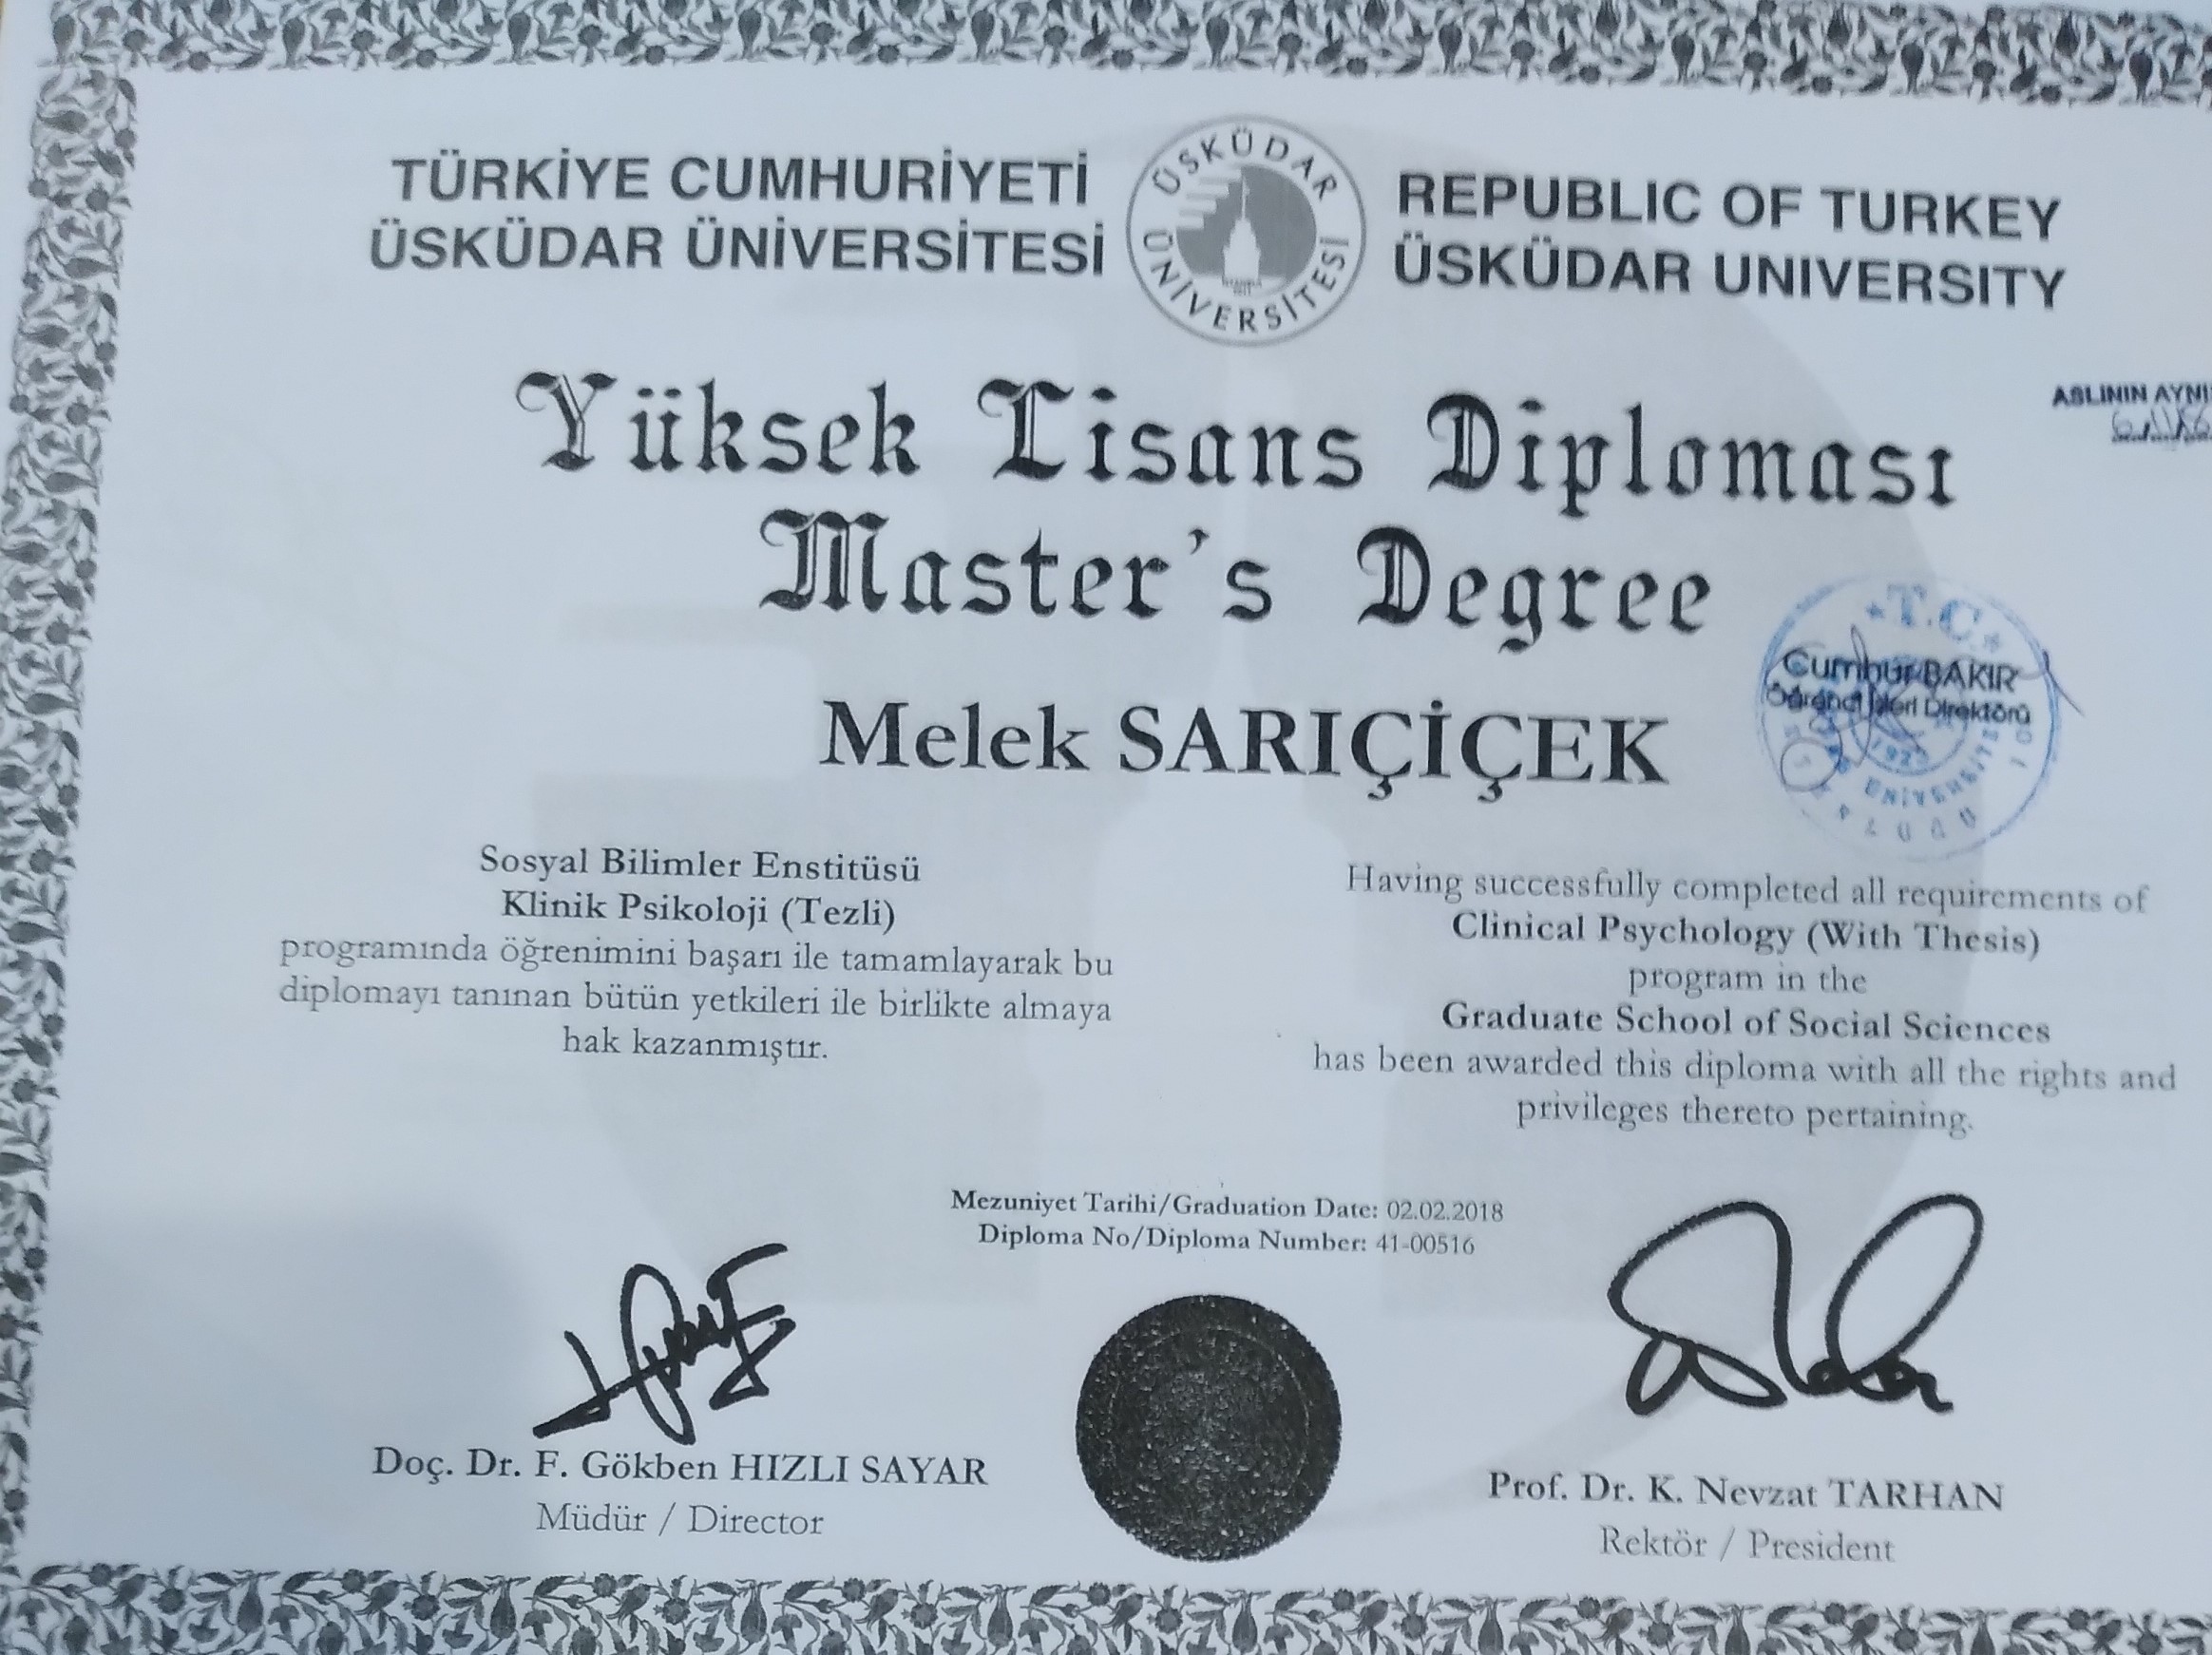 TÜRKİYE CUMHURİYETİ
ÜSKÜDAR ÜNİVERSİTESİ
ÜSKÜDAR ÜNİVERSİTESİ
REPUBLIC OF TURKEY
ÜSKÜDAR UNIVERSITY
ASLININ AYNI
Yüksek Lisans Diploması
Master's Degree
T.C.
Cumhur BAKIR
Öğrenci İşleri Direktörü
Melek SARIÇİÇEK
Sosyal Bilimler Enstitüsü
Klinik Psikoloji (Tezli)
programında öğrenimini başarı ile tamamlayarak bu
diplomayı tanınan bütün yetkileri ile birlikte almaya
hak kazanmıştır.
Having successfully completed all requirements of
Clinical Psychology (With Thesis)
program in the
Graduate School of Social Sciences
has been awarded this diploma with all the rights and
privileges thereto pertaining.
Mezuniyet Tarihi/Graduation Date: 02.02.2018
Diploma No/Diploma Number: 41-00516
Doç. Dr. F. Gökben HIZLI SAYAR
Müdür / Director
Prof. Dr. K. Nevzat TARHAN
Rektör / President